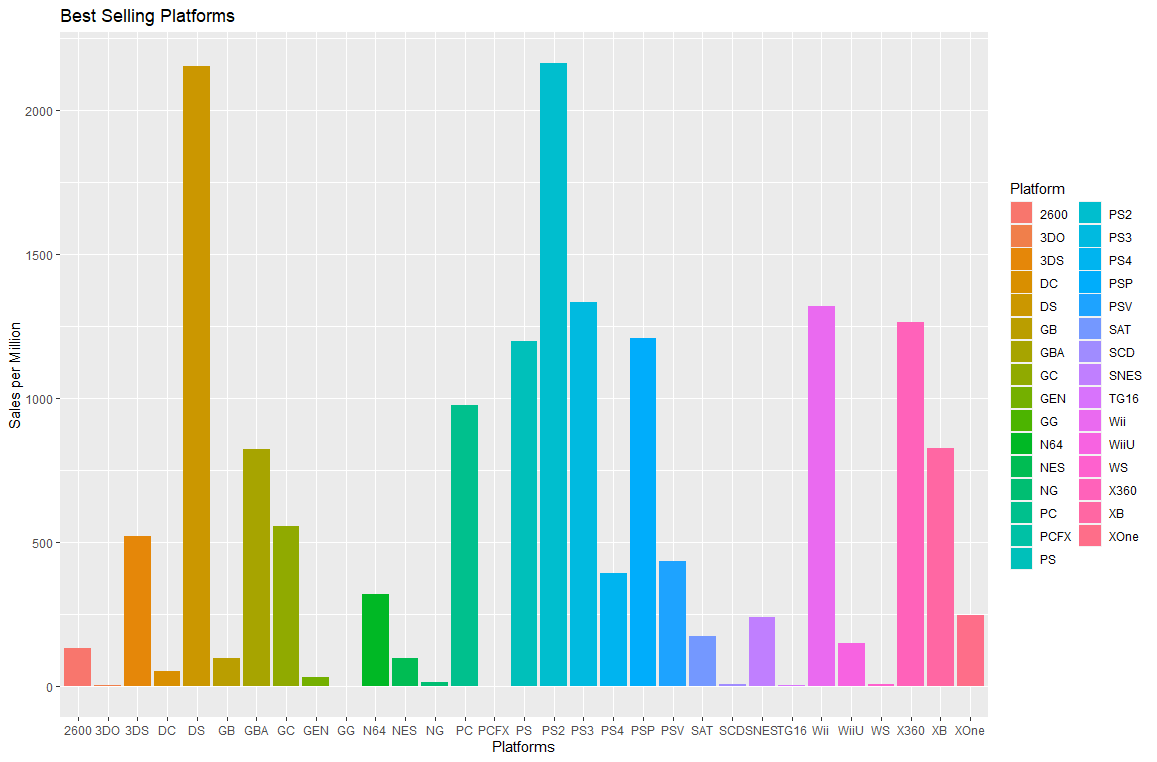 Best Selling Platforms
Sales per Million
2000
1500
1000
500
0
2600 3DO 3DS DC DS GB GBA GC GEN GG N64 NES NG PC PCFX PS PS2 PS3 PS4 PSP PSV SAT SCD SNES TG16 Wii WiiU WS X360 XB XOne
Platforms
Platform
2600 PS2
3DO PS3
3DS PS4
DC PSP
DS PSV
GB SAT
GBA SCD
GC SNES
GEN TG16
GG Wii
N64 WiiU
NES WS
NG X360
PC XB
PCFX XOne
PS